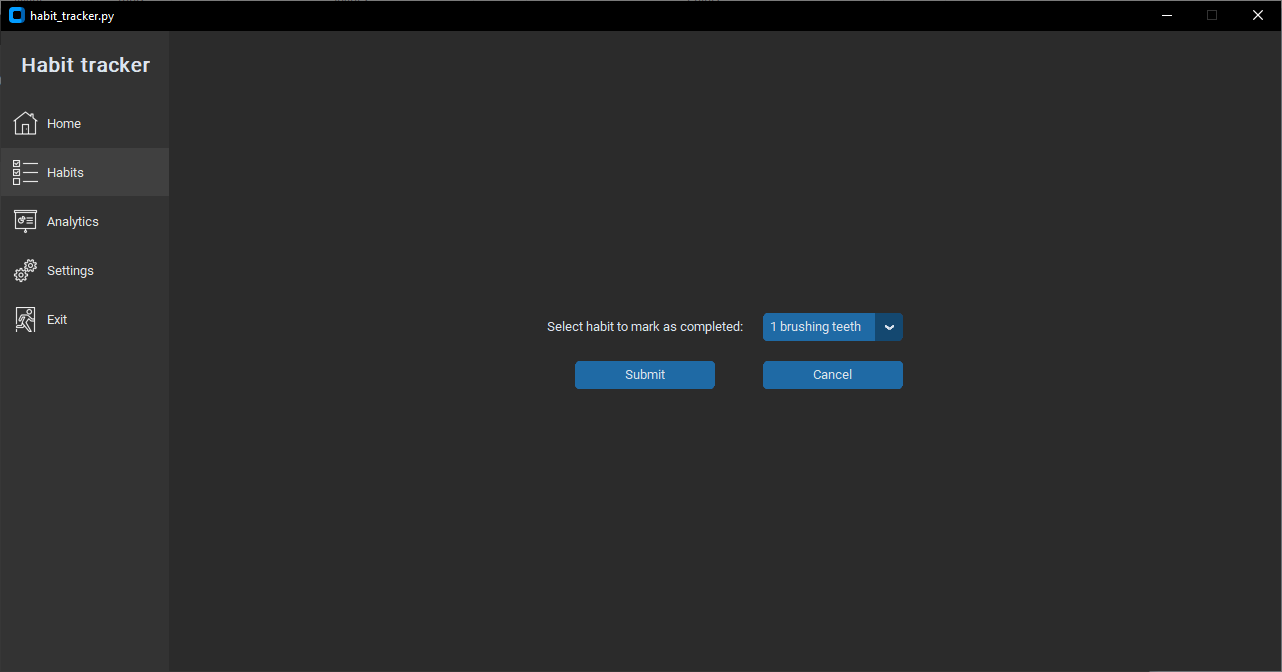 habit_tracker.py
Habit tracker
Home
Habits
Analytics
Settings
Exit
Select habit to mark as completed: 1 brushing teeth
Submit Cancel